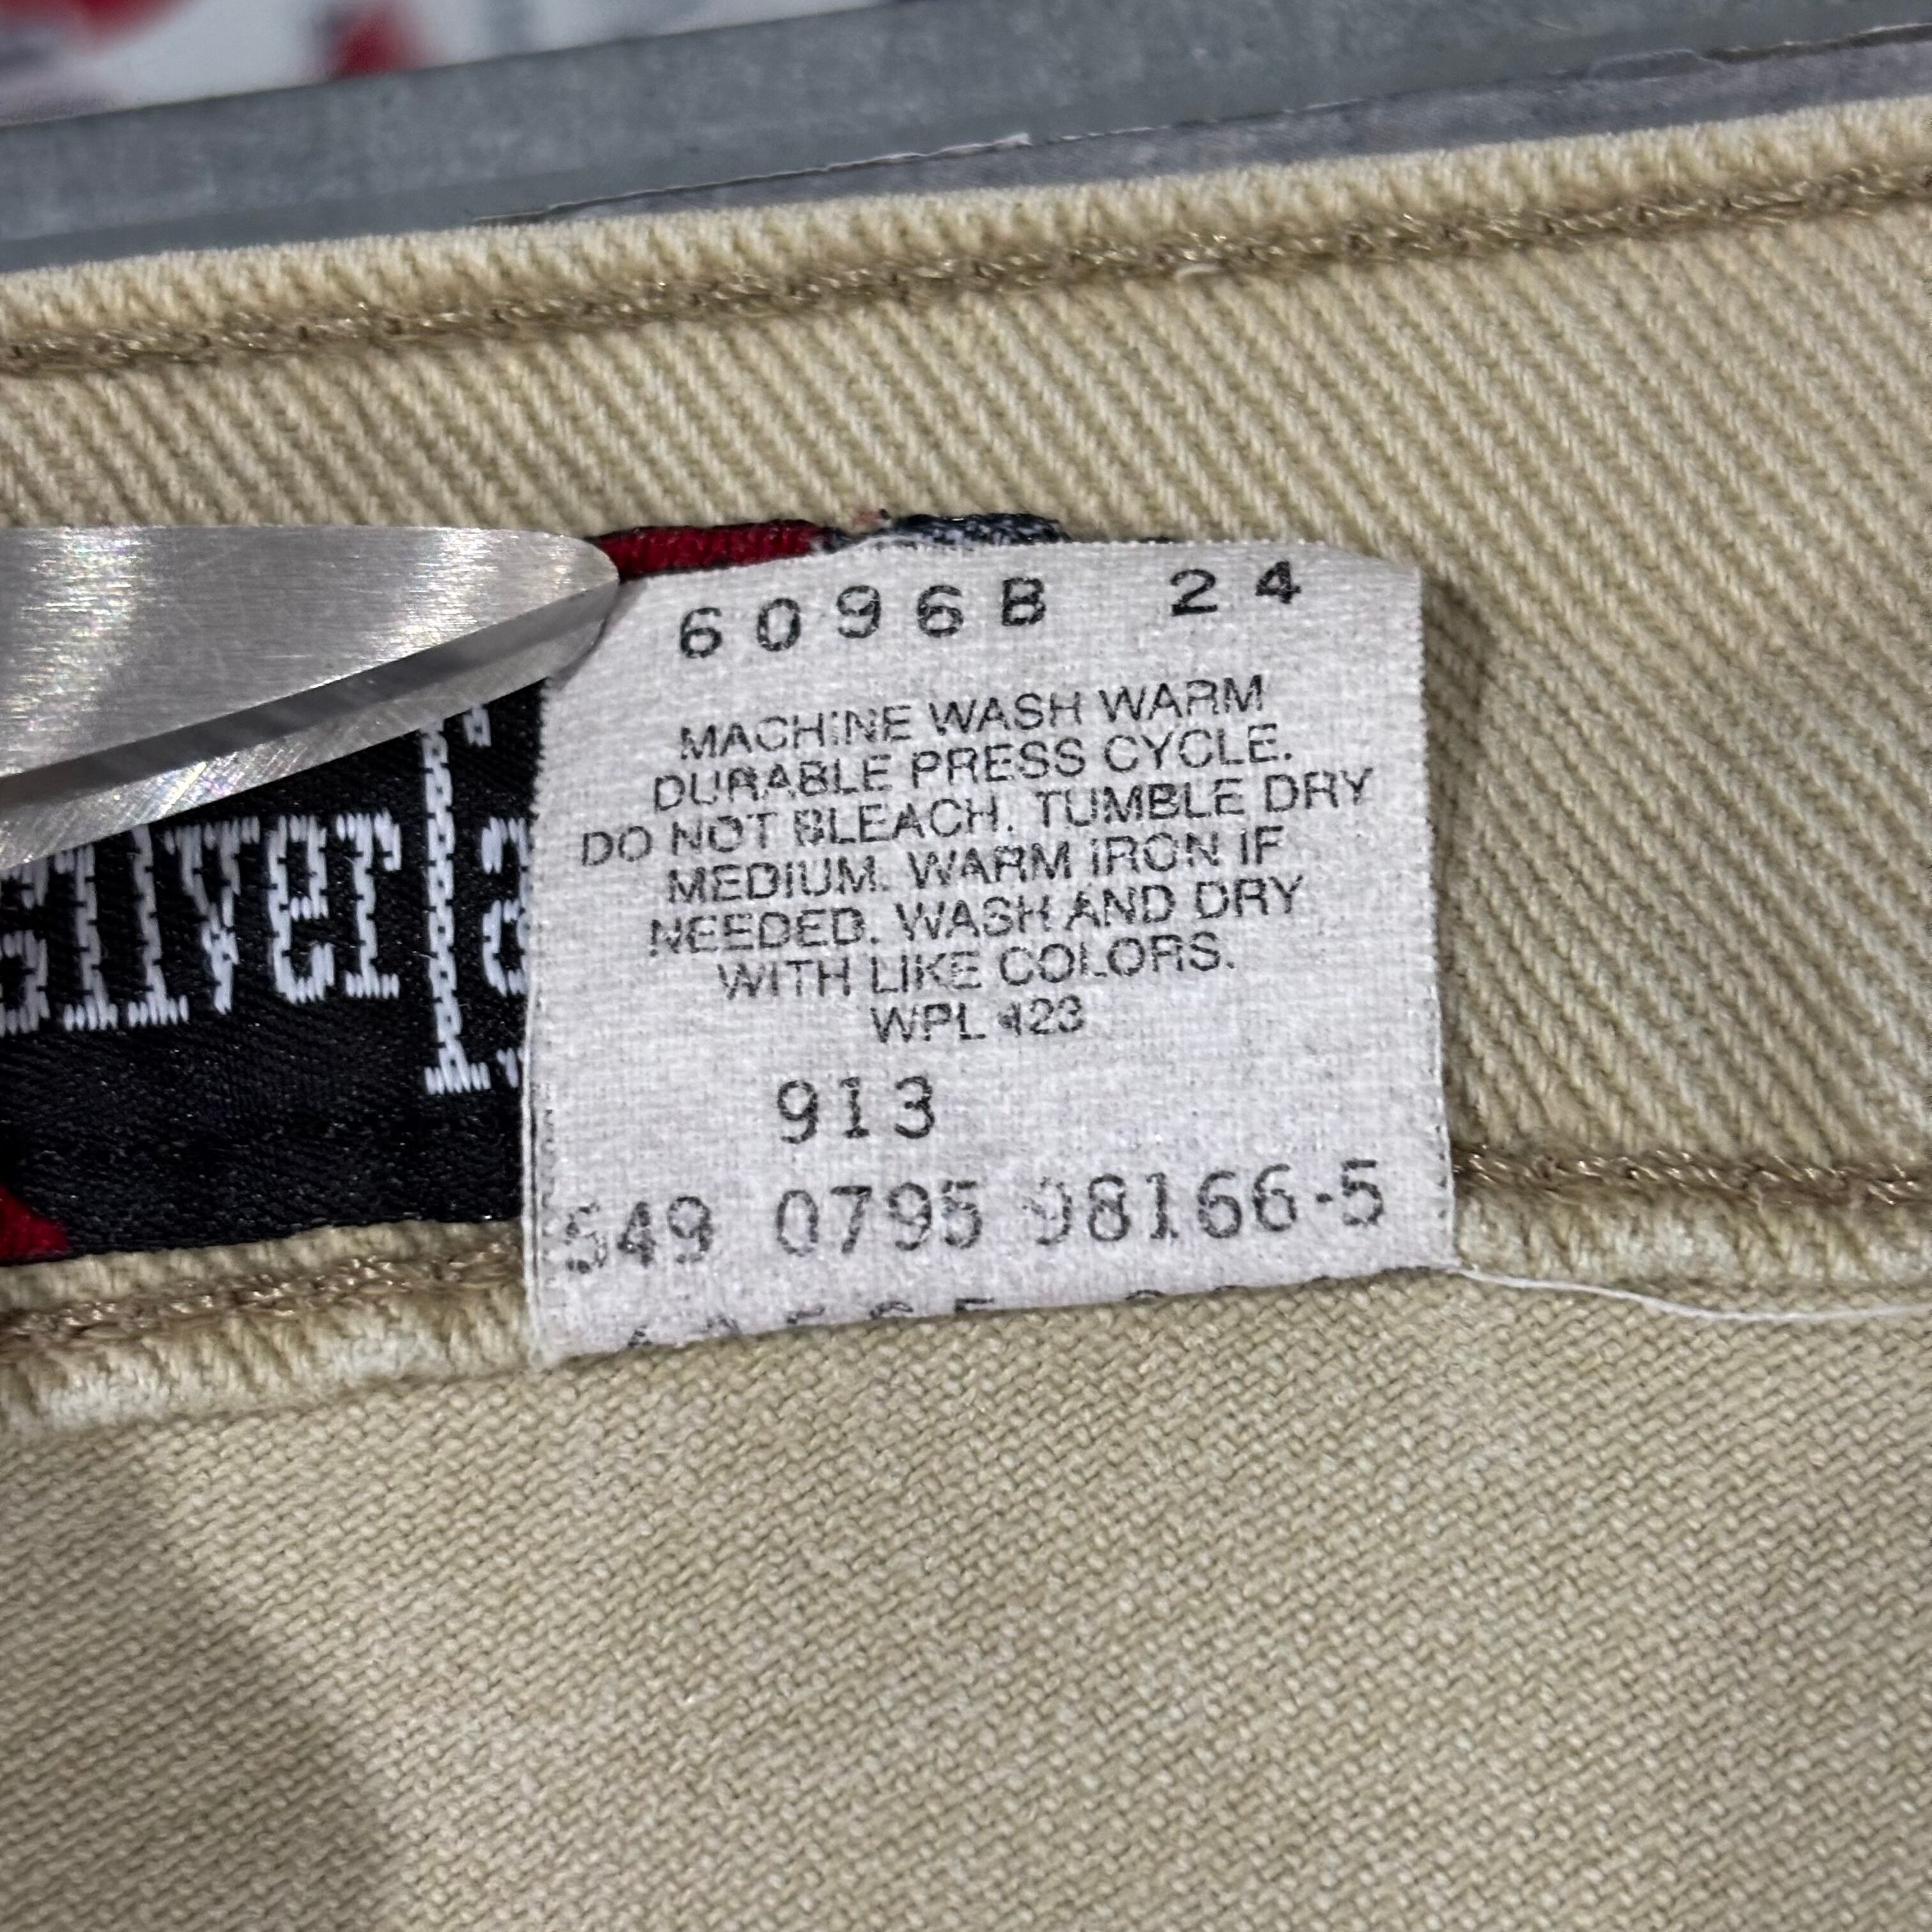 6096B 24
MACHINE WASH WARM
DURABLE PRESS CYCLE.
DO NOT BLEACH. TUMBLE DRY
MEDIUM. WARM IRON IF
NEEDED. WASH AND DRY
WITH LIKE COLORS.
WPL 423
913
549 0795 98166-5